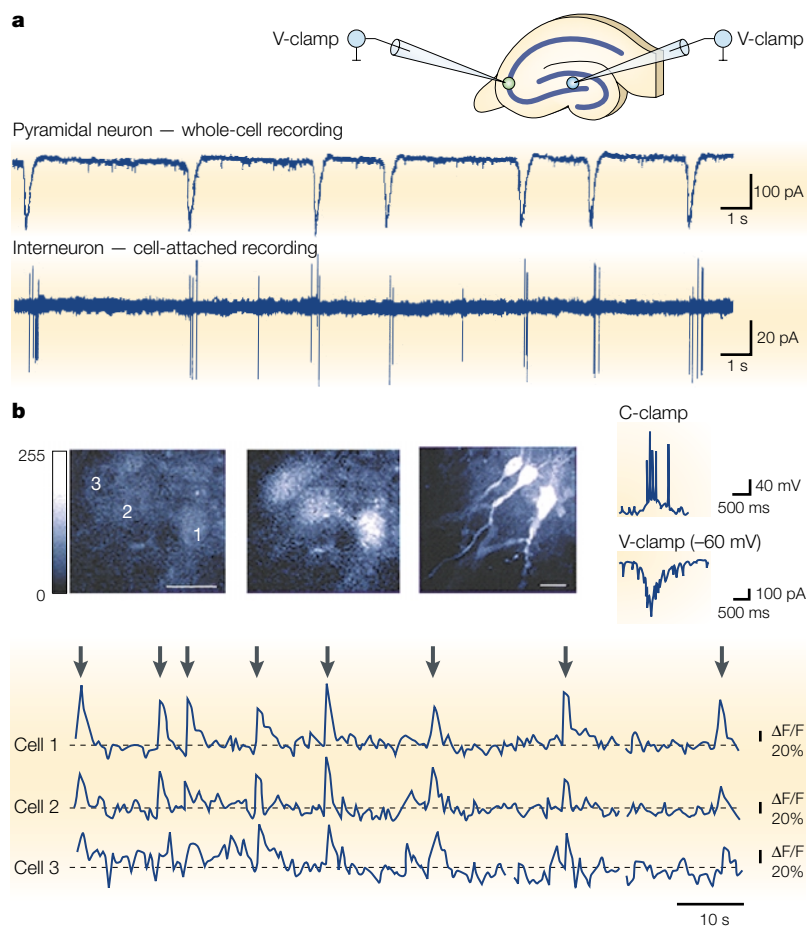 a
V-clamp
V-clamp
Pyramidal neuron — whole-cell recording
100 pA
1 s
Interneuron — cell-attached recording
20 pA
1 s
b
255
0
3
2
1
C-clamp
40 mV
500 ms
V-clamp (–60 mV)
100 pA
500 ms
Cell 1
ΔF/F
20%
Cell 2
ΔF/F
20%
Cell 3
ΔF/F
20%
10 s